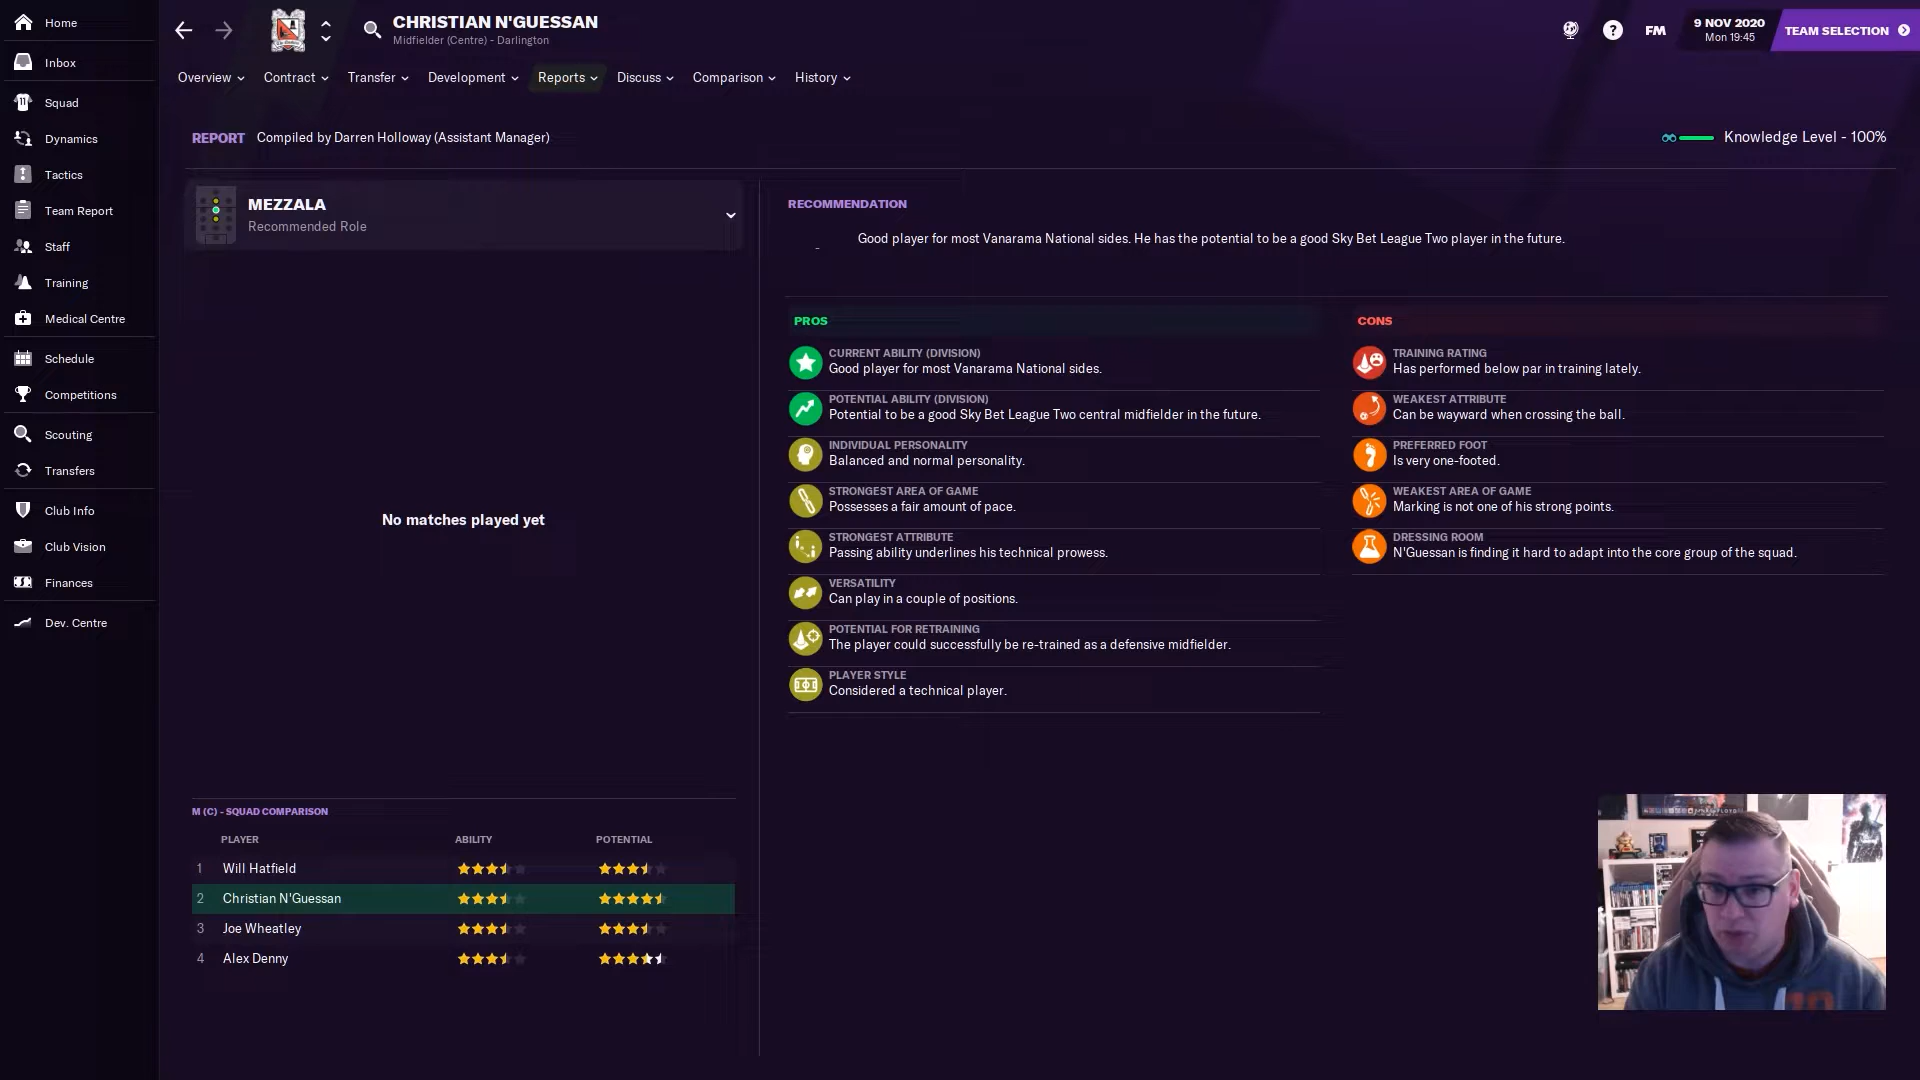 Home
Inbox
Squad
Dynamics
Tactics
Team Report
Staff
Training
Medical Centre
Schedule
Competitions
Scouting
Transfers
Club Info
Club Vision
Finances
Dev. Centre
CHRISTIAN N'GUESSAN
Midfielder (Centre) - Darlington
?
FM
9 NOV 2020
Mon 19:45
TEAM SELECTION
Overview
Contract
Transfer
Development
Reports
Discuss
Comparison
History
REPORT Compiled by Darren Holloway (Assistant Manager)
Knowledge Level - 100%
MEZZALA
Recommended Role
No matches played yet
M (C) - SQUAD COMPARISON
PLAYER ABILITY POTENTIAL
1 Will Hatfield
2 Christian N'Guessan
3 Joe Wheatley
4 Alex Denny
RECOMMENDATION
-
Good player for most Vanarama National sides. He has the potential to be a good Sky Bet League Two player in the future.
PROS
CURRENT ABILITY (DIVISION)
Good player for most Vanarama National sides.
POTENTIAL ABILITY (DIVISION)
Potential to be a good Sky Bet League Two central midfielder in the future.
INDIVIDUAL PERSONALITY
Balanced and normal personality.
STRONGEST AREA OF GAME
Possesses a fair amount of pace.
STRONGEST ATTRIBUTE
Passing ability underlines his technical prowess.
VERSATILITY
Can play in a couple of positions.
POTENTIAL FOR RETRAINING
The player could successfully be re-trained as a defensive midfielder.
PLAYER STYLE
Considered a technical player.
CONS
TRAINING RATING
Has performed below par in training lately.
WEAKEST ATTRIBUTE
Can be wayward when crossing the ball.
PREFERRED FOOT
Is very one-footed.
WEAKEST AREA OF GAME
Marking is not one of his strong points.
DRESSING ROOM
N'Guessan is finding it hard to adapt into the core group of the squad.